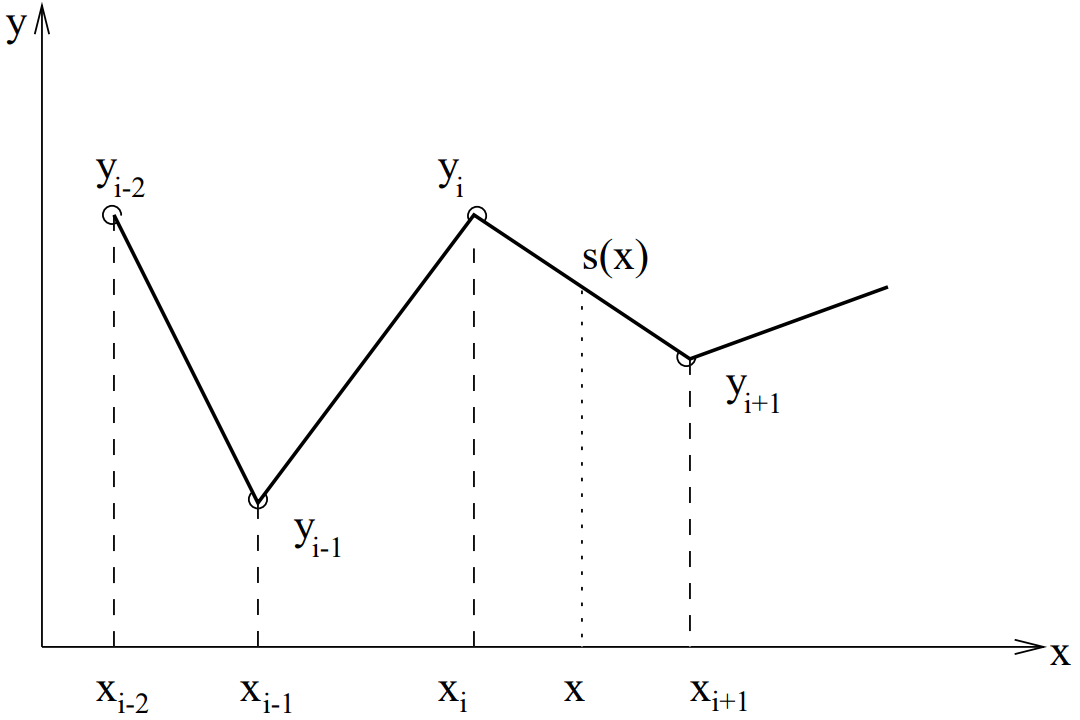 y
y_{i-2}
y_i
s(x)
y_{i+1}
y_{i-1}
x
x_{i-2} x_{i-1} x_i x x_{i+1}